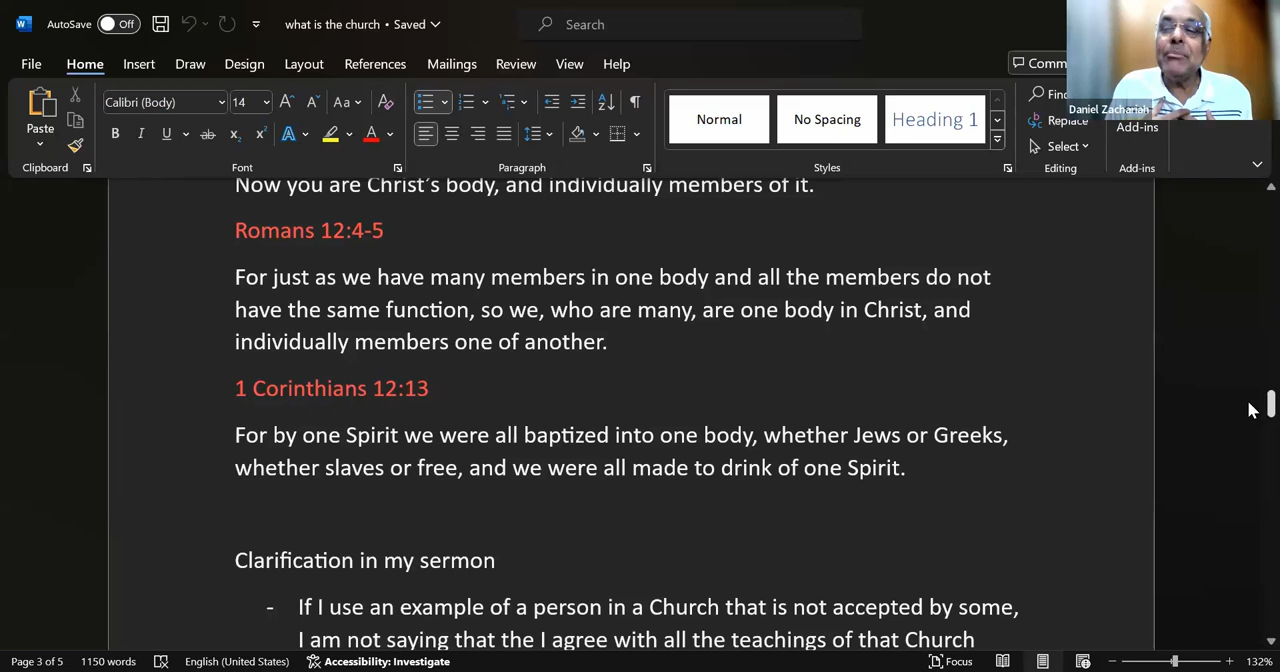 AutoSave Off
what is the church • Saved
Search
File Home Insert Draw Design Layout References Mailings Review View Help
Comm
Paste
Clipboard
Calibri (Body) 14
Aa
B I U ab x₂ x² A A
Font
Paragraph
Normal No Spacing Heading 1
Styles
Find
Replace
Select
Editing
Add-ins
Add-ins
Daniel Zachariah
Now you are Christ's body, and individually members of it.
Romans 12:4-5
For just as we have many members in one body and all the members do not
have the same function, so we, who are many, are one body in Christ, and
individually members one of another.
1 Corinthians 12:13
For by one Spirit we were all baptized into one body, whether Jews or Greeks,
whether slaves or free, and we were all made to drink of one Spirit.
Clarification in my sermon
- If I use an example of a person in a Church that is not accepted by some,
I am not saying that the I agree with all the teachings of that Church
Page 3 of 5 1150 words English (United States) Accessibility: Investigate Focus 132%